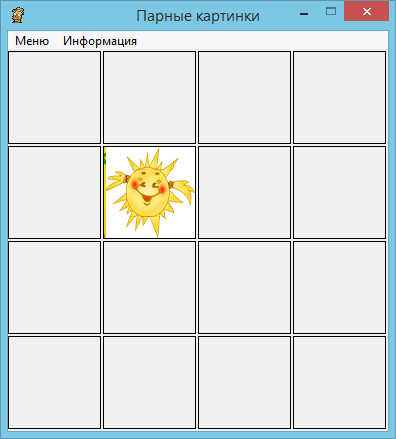 Парные картинки
Меню Информация